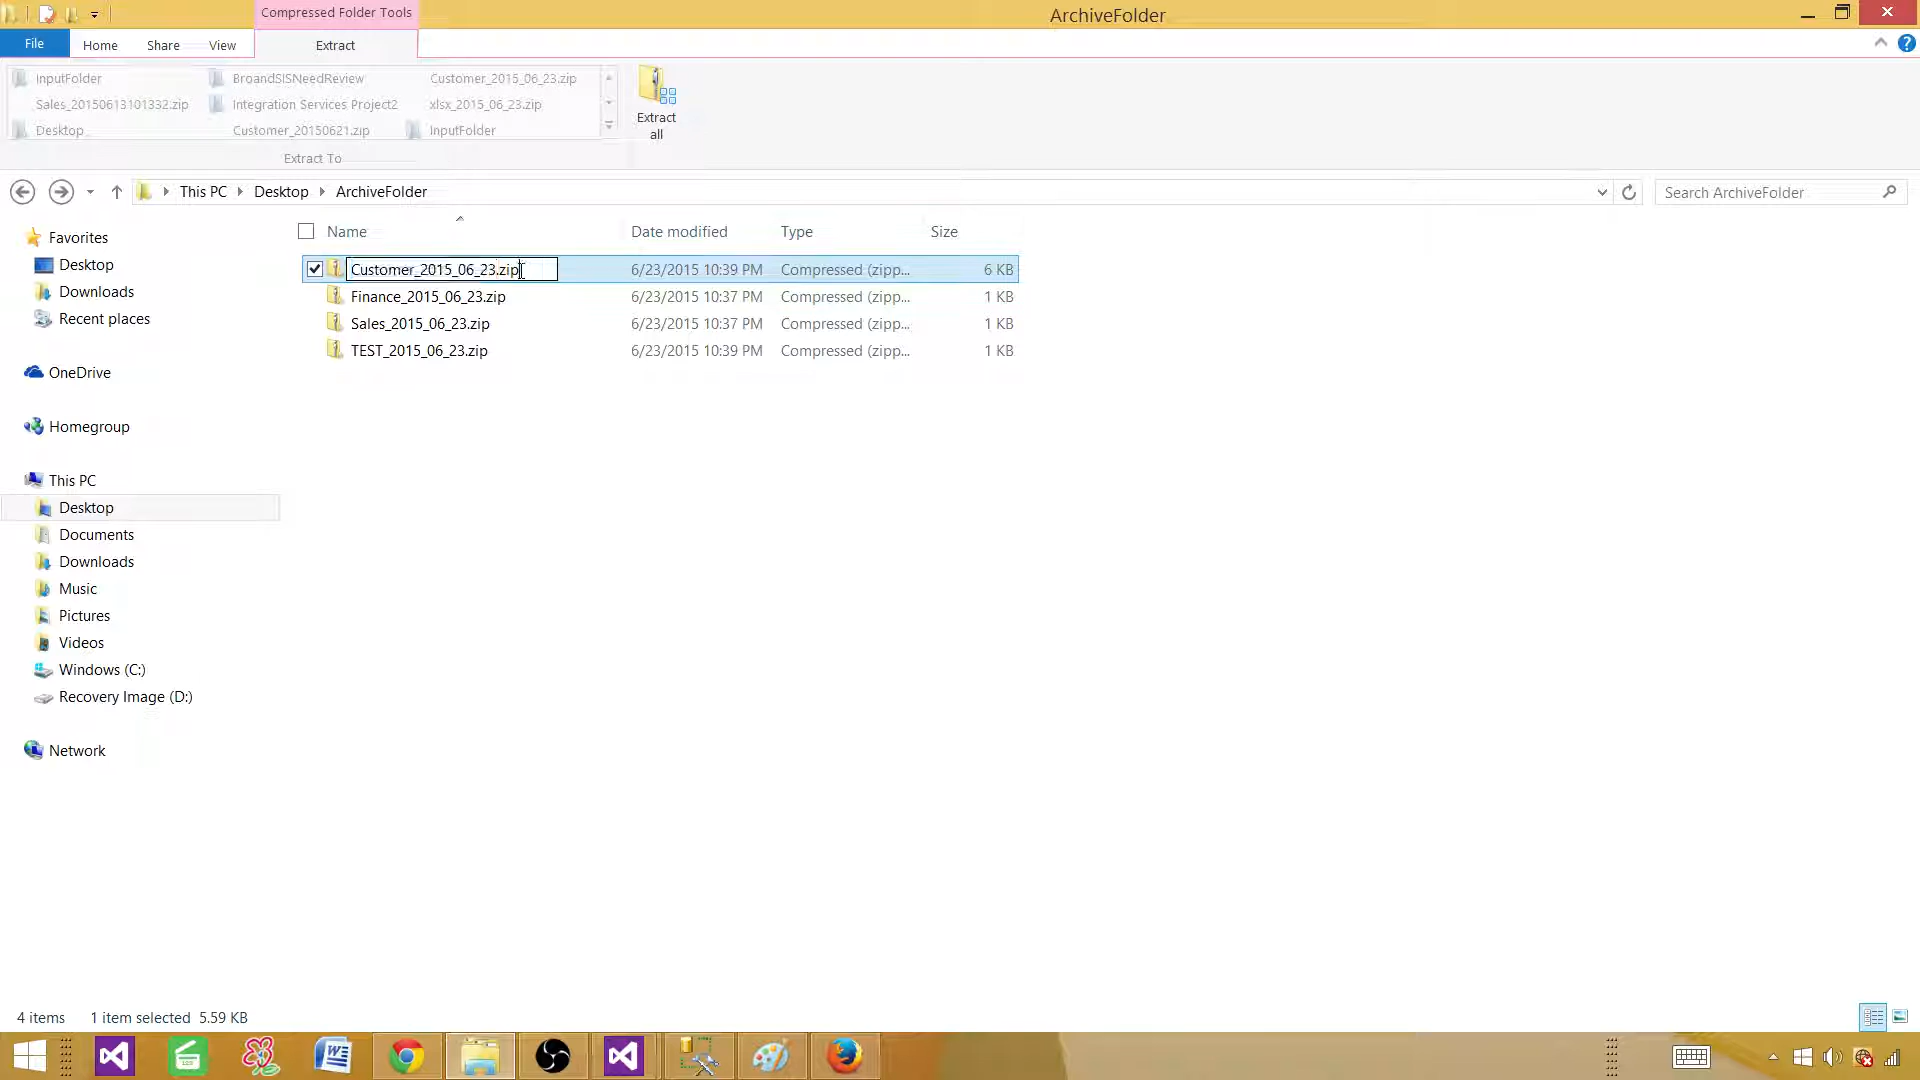 Compressed Folder Tools
ArchiveFolder
File
Home
Share
View
Extract
InputFolder
BroandSISNeedReview
Customer_2015_06_23.zip
Sales_20150613101332.zip
Integration Services Project2
xlsx_2015_06_23.zip
Desktop
Customer_20150621.zip
InputFolder
Extract all
Extract To
This PC
Desktop
ArchiveFolder
Search ArchiveFolder
Name
Date modified
Type
Size
Customer_2015_06_23.zip 6/23/2015 10:39 PM Compressed (zipp... 6 KB
Finance_2015_06_23.zip 6/23/2015 10:37 PM Compressed (zipp... 1 KB
Sales_2015_06_23.zip 6/23/2015 10:37 PM Compressed (zipp... 1 KB
TEST_2015_06_23.zip 6/23/2015 10:39 PM Compressed (zipp... 1 KB
Favorites
Desktop
Downloads
Recent places
OneDrive
Homegroup
This PC
Desktop
Documents
Downloads
Music
Pictures
Videos
Windows (C:)
Recovery Image (D:)
Network
4 items 1 item selected 5.59 KB